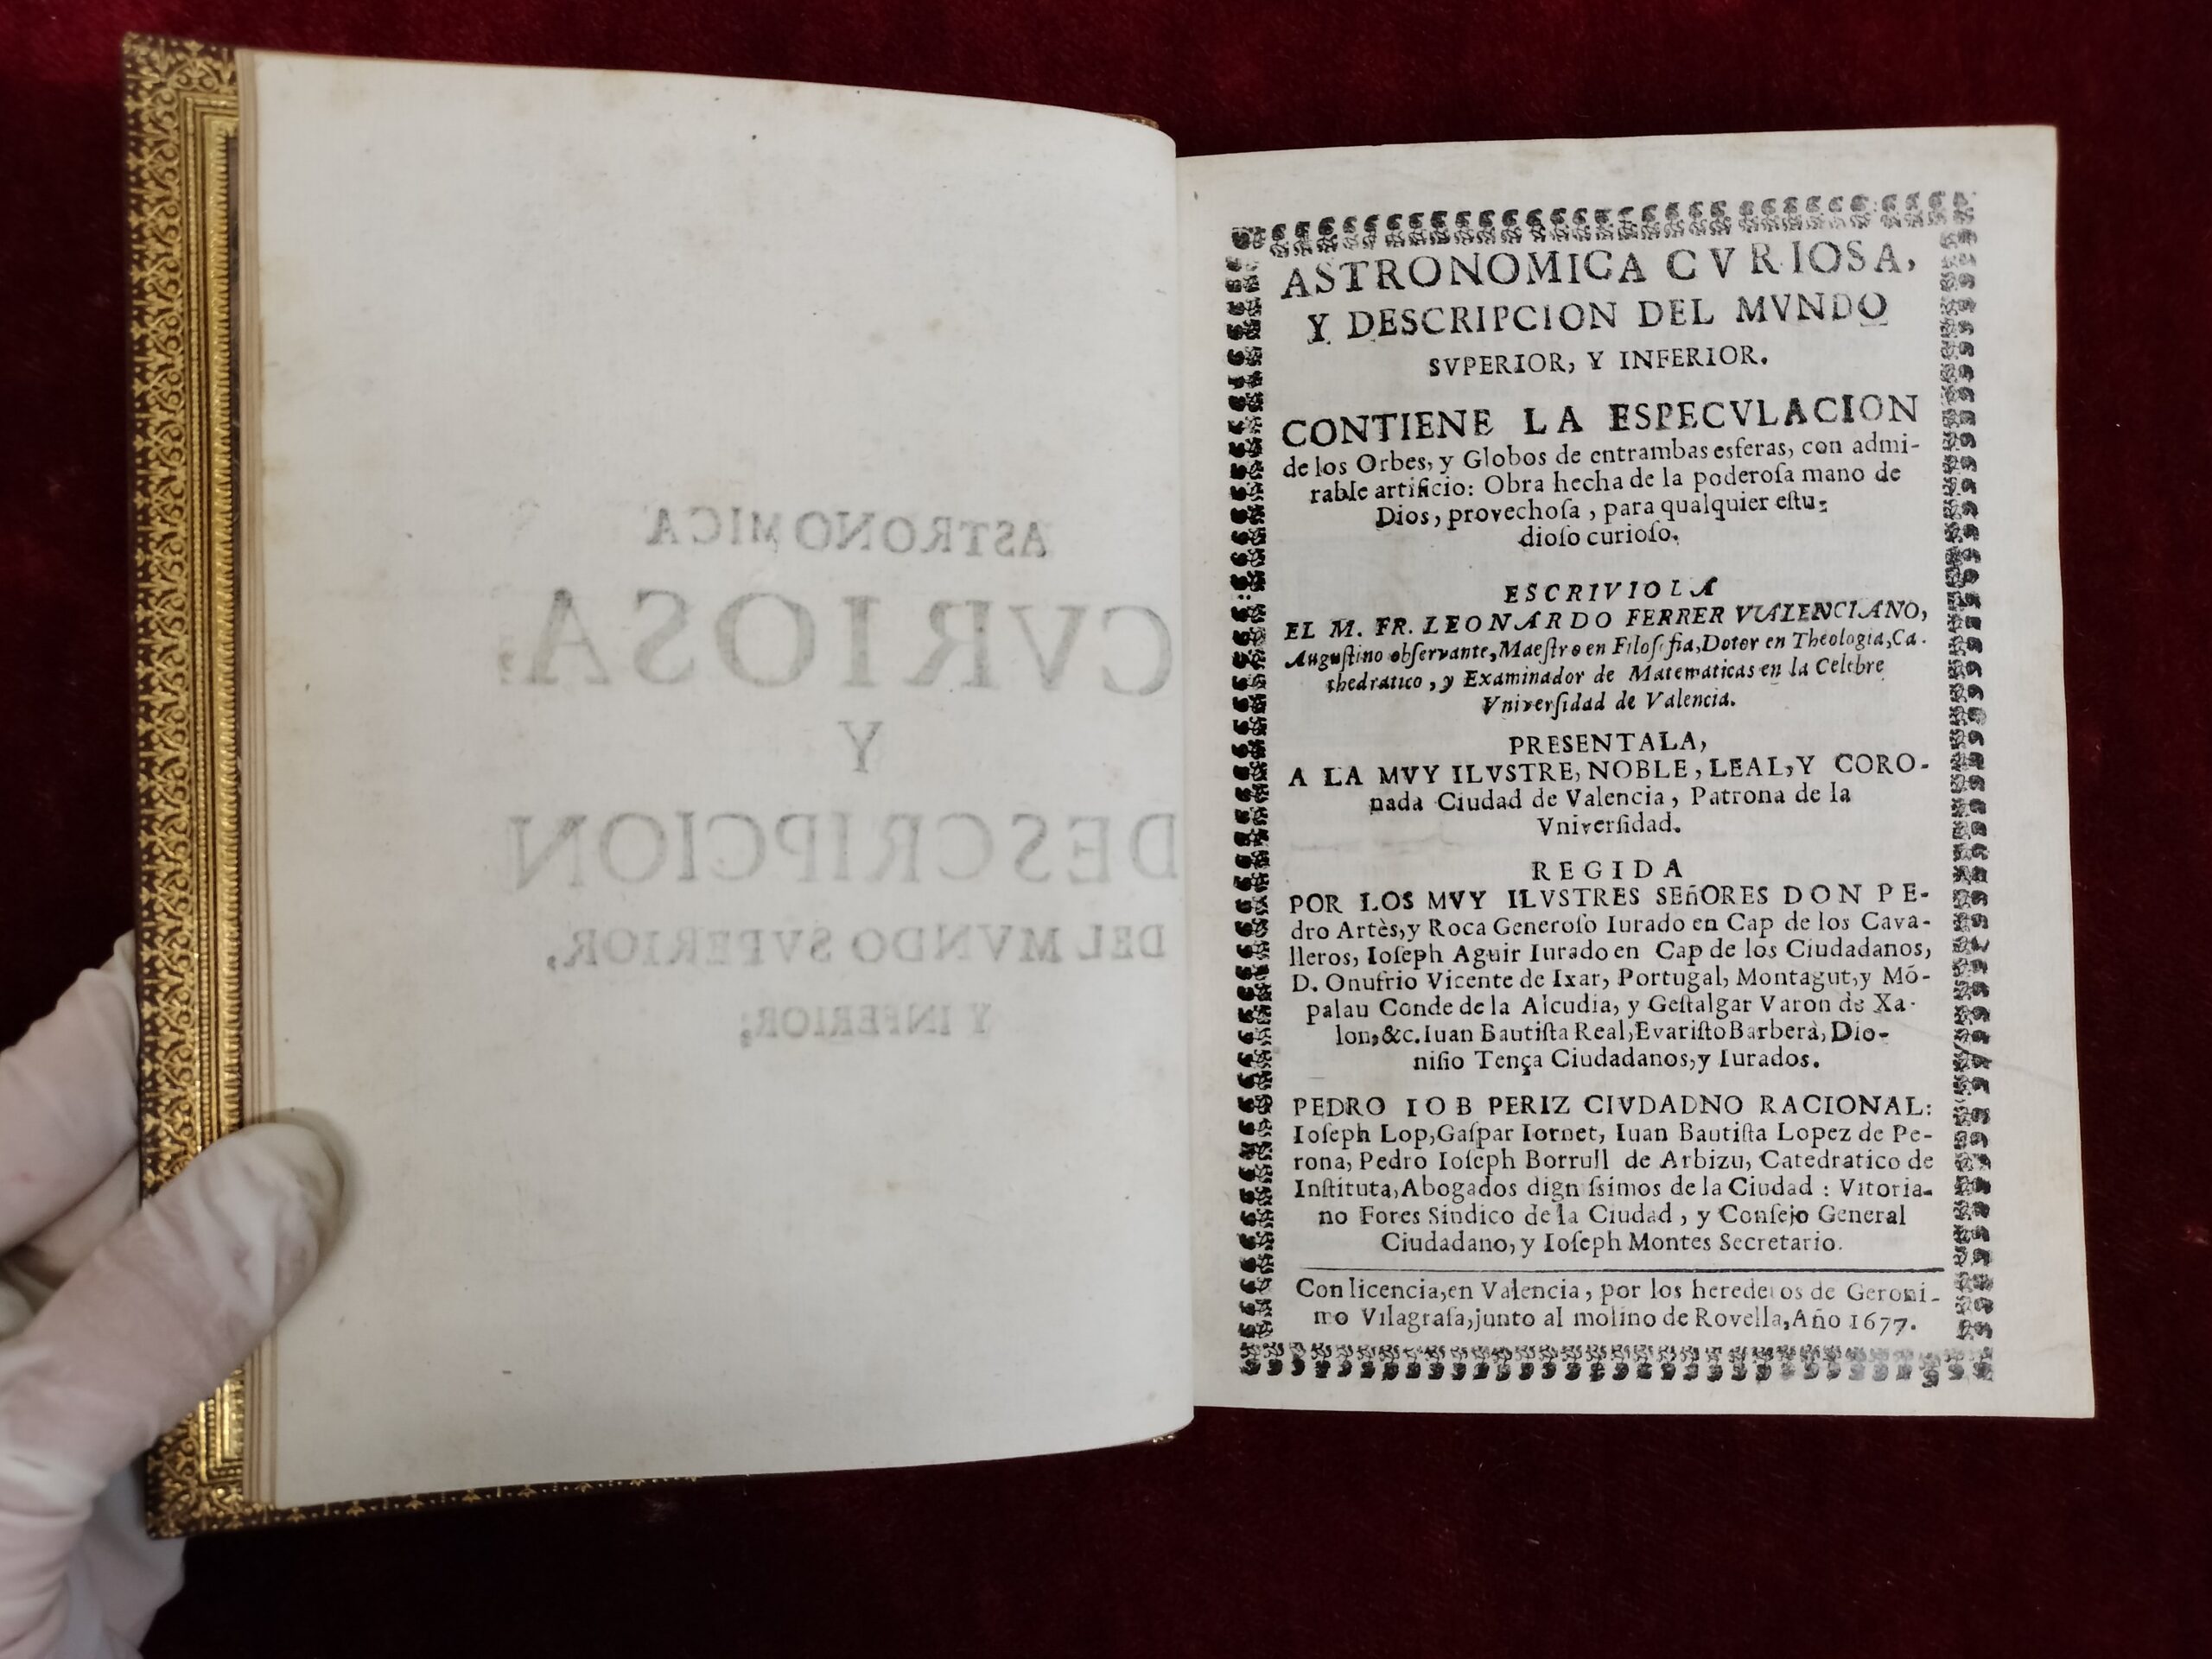 ASTRONOMICA
CVRIOSA,
Y
DESCRIPCION
DEL MVNDO SVPERIOR,
Y INFERIOR;
ASTRONOMICA CVRIOSA,
Y DESCRIPCION DEL MVNDO
SVPERIOR, Y INFERIOR.
CONTIENE LA ESPECVLACION
de los Orbes, y Globos de entrambas esferas, con admi-
rable artificio: Obra hecha de la poderoſa mano de
Dios, provechoſa, para qualquier eſtu-
dioſo curioſo.
ESCRIVIOLA
EL M. FR. LEONARDO FERRER VALENCIANO,
Auguſtino obſervante, Maeſtro en Filoſofia, Dotor en Theologia, Ca-
thedratico, y Examinador de Matematicas en la Celebre
Vniverſidad de Valencia.
PRESENTALA,
A LA MVY ILVSTRE, NOBLE, LEAL, Y CORO-
nada Ciudad de Valencia, Patrona de la
Vniverſidad.
REGIDA
POR LOS MVY ILVSTRES SEñORES DON PE-
dro Artès, y Roca Generoſo Iurado en Cap de los Cava-
lleros, Ioſeph Aguir Iurado en Cap de los Ciudadanos,
D. Onufrio Vicente de Ixar, Portugal, Montagut, y Mó-
palau Conde de la Alcudia, y Geſtalgar Varon de Xa-
lon, &c. Iuan Bautiſta Real, Evariſto Barberà, Dio-
niſio Tença Ciudadanos, y Iurados.
PEDRO IOB PERIZ CIVDADNO RACIONAL:
Ioſeph Lop, Gaſpar Iornet, Iuan Bautiſta Lopez de Pe-
rona, Pedro Ioſeph Borrull de Arbizu, Catedratico de
Inſtituta, Abogados digniſsimos de la Ciudad: Vitoria-
no Fores Sindico de la Ciudad, y Conſejo General
Ciudadano, y Ioſeph Montes Secretario.
Con licencia, en Valencia, por los herederos de Geroni-
mo Vilagraſa, junto al molino de Rovella, Año 1677.